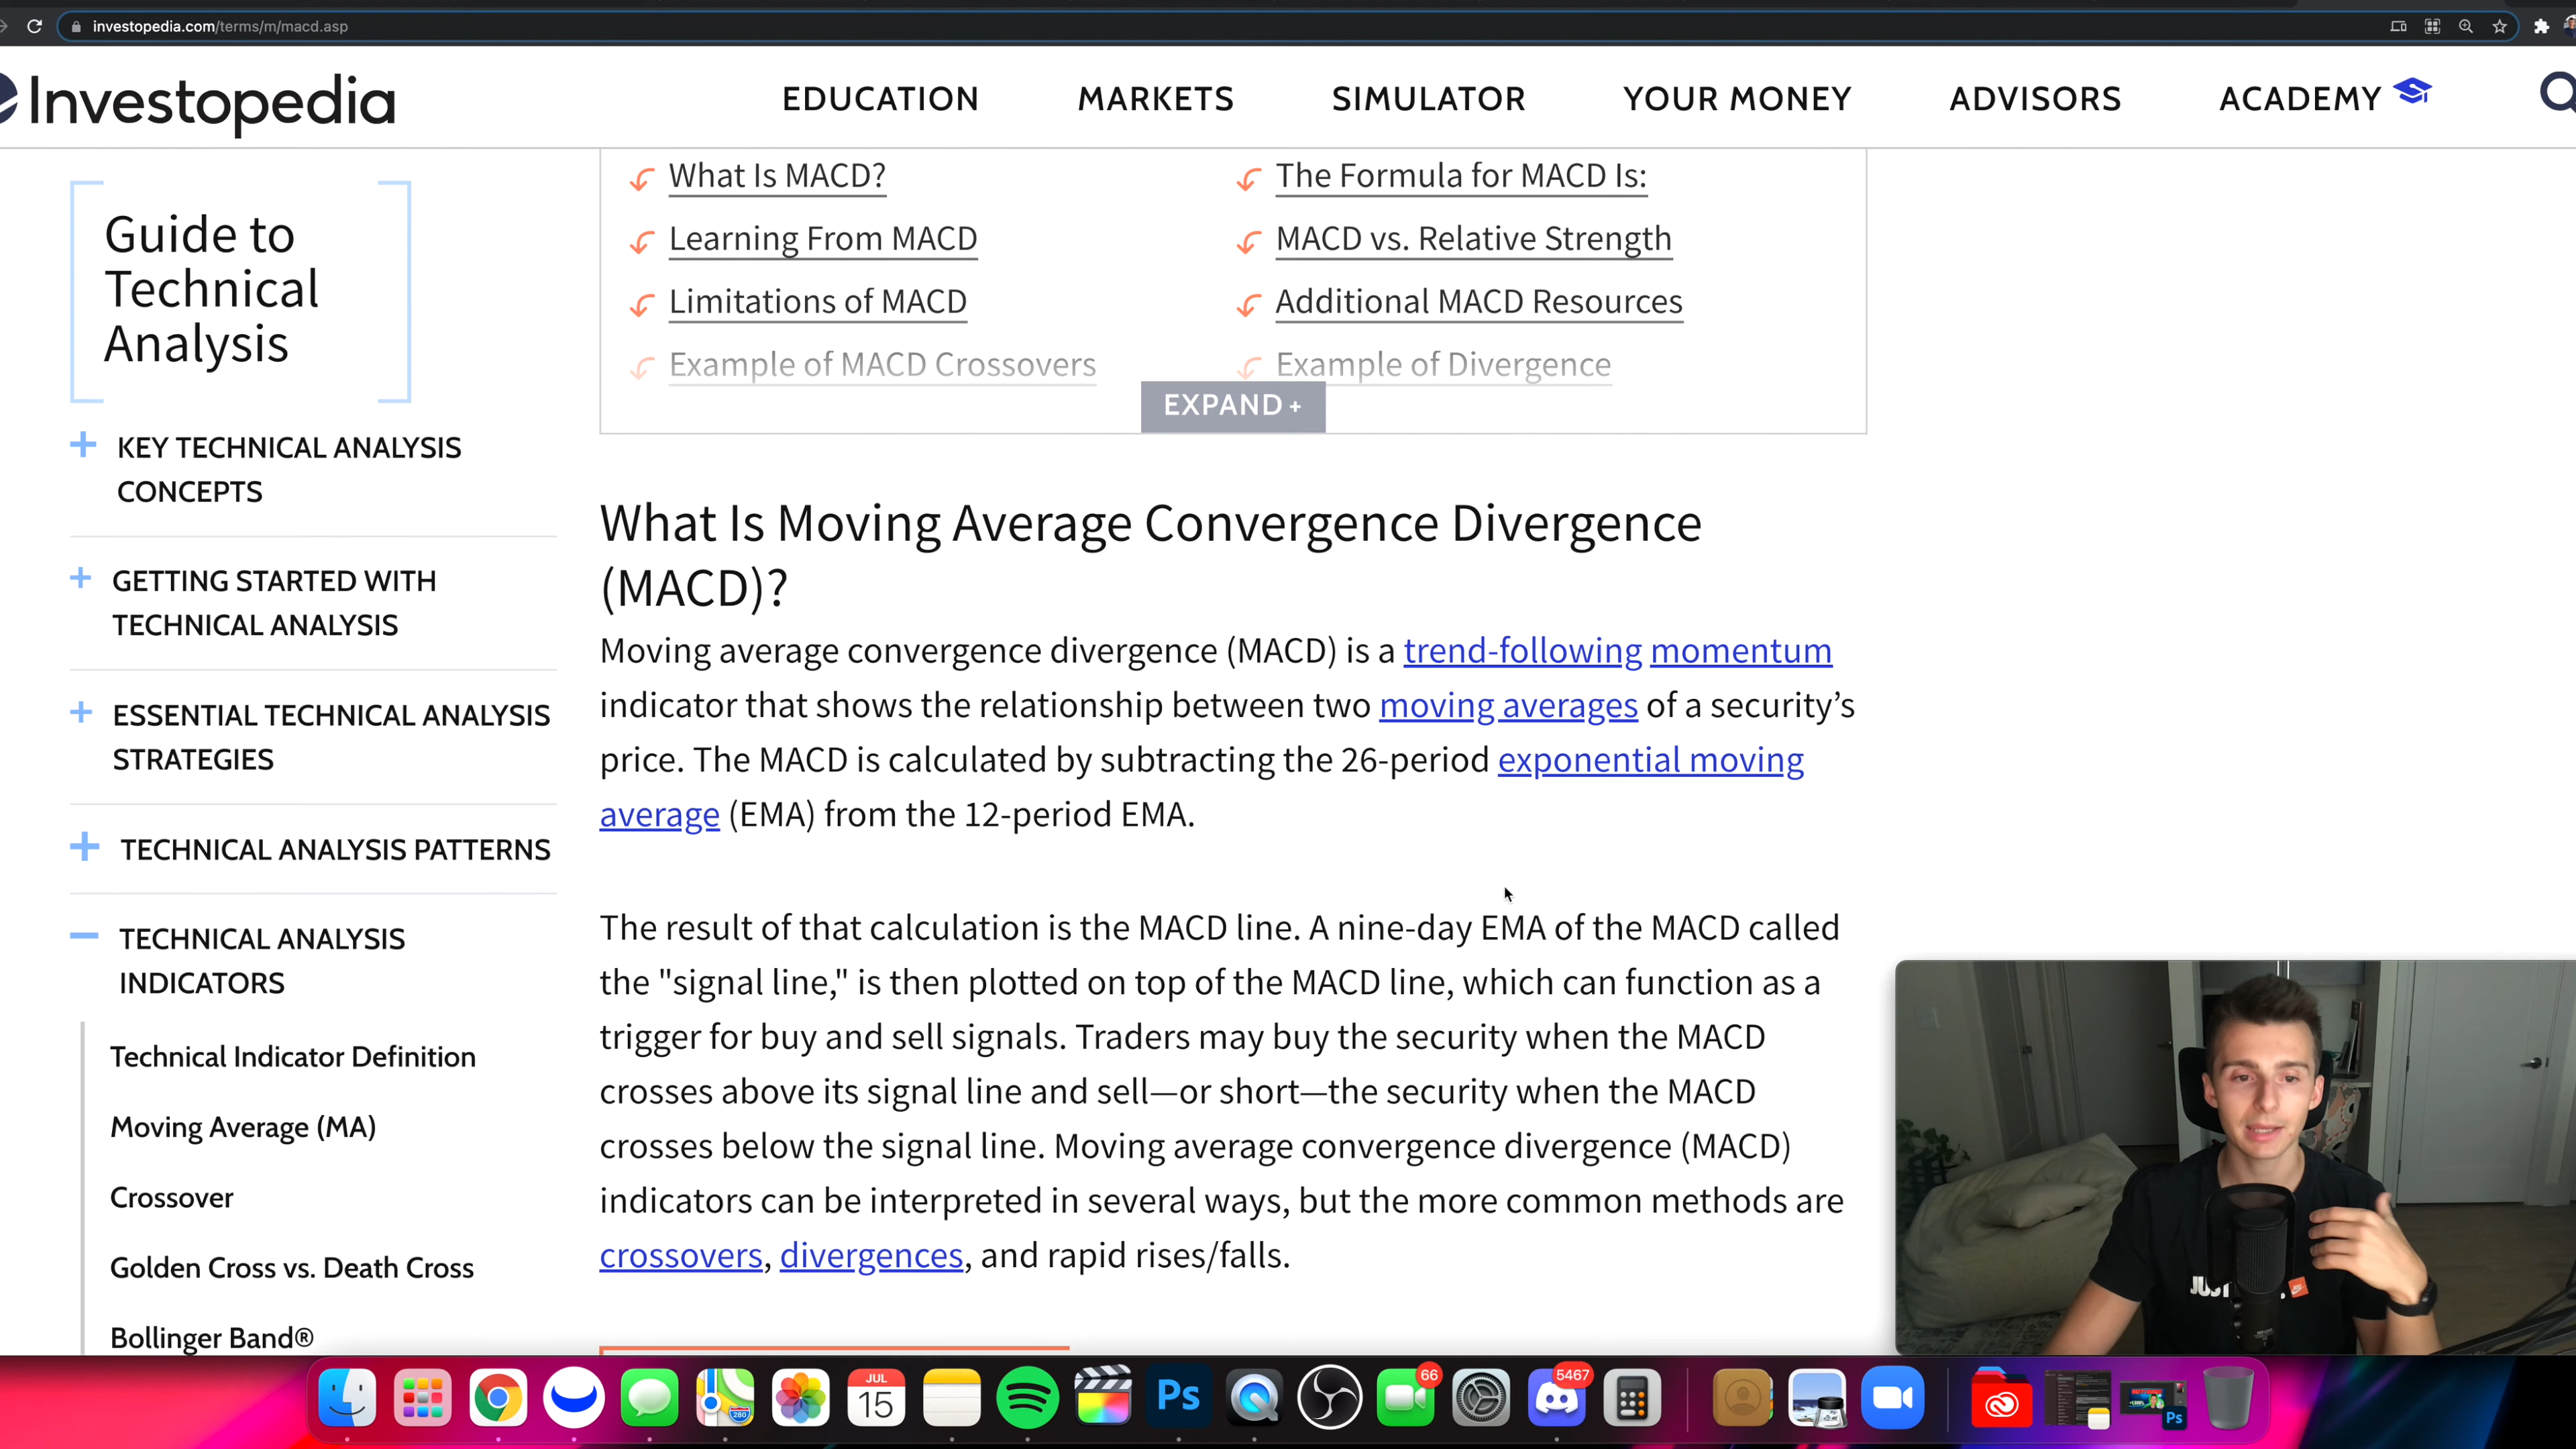 investopedia.com/terms/m/macd.asp
Investopedia
EDUCATION
MARKETS
SIMULATOR
YOUR MONEY
ADVISORS
ACADEMY
Guide to
Technical
Analysis
KEY TECHNICAL ANALYSIS
CONCEPTS
GETTING STARTED WITH
TECHNICAL ANALYSIS
ESSENTIAL TECHNICAL ANALYSIS
STRATEGIES
TECHNICAL ANALYSIS PATTERNS
TECHNICAL ANALYSIS
INDICATORS
Technical Indicator Definition
Moving Average (MA)
Crossover
Golden Cross vs. Death Cross
Bollinger Band®
What Is MACD?
The Formula for MACD Is:
Learning From MACD
MACD vs. Relative Strength
Limitations of MACD
Additional MACD Resources
Example of MACD Crossovers
Example of Divergence
EXPAND +
What Is Moving Average Convergence Divergence
(MACD)?
Moving average convergence divergence (MACD) is a trend-following momentum
indicator that shows the relationship between two moving averages of a security’s
price. The MACD is calculated by subtracting the 26-period exponential moving
average (EMA) from the 12-period EMA.
The result of that calculation is the MACD line. A nine-day EMA of the MACD called
the "signal line," is then plotted on top of the MACD line, which can function as a
trigger for buy and sell signals. Traders may buy the security when the MACD
crosses above its signal line and sell—or short—the security when the MACD
crosses below the signal line. Moving average convergence divergence (MACD)
indicators can be interpreted in several ways, but the more common methods are
crossovers, divergences, and rapid rises/falls.
JUL
15
280
Ps
66
5467
Ps